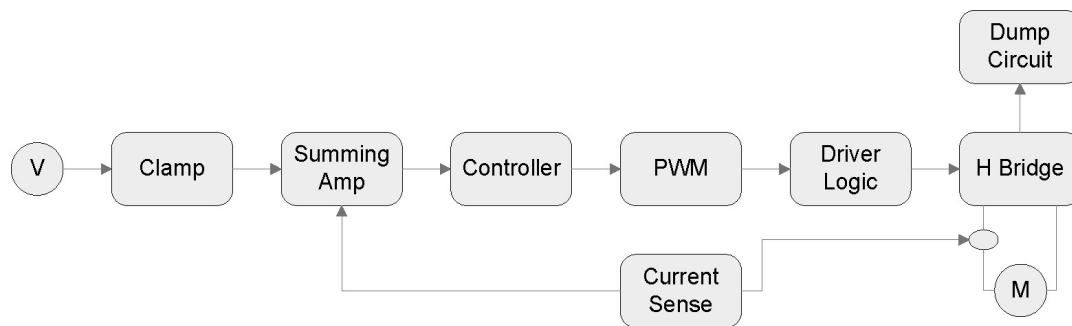 Dump
Circuit
V
Clamp
Summing
Amp
Controller
PWM
Driver
Logic
H Bridge
Current
Sense
M